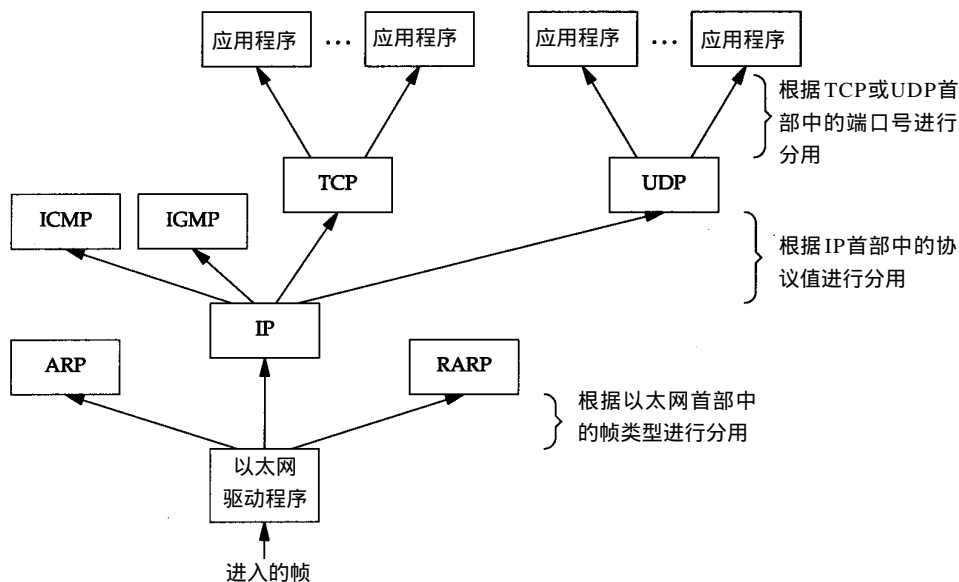 应用程序 … 应用程序 应用程序 … 应用程序
根据TCP或UDP首
部中的端口号进行
分用
TCP UDP
ICMP IGMP
根据IP首部中的协
议值进行分用
IP
ARP RARP
根据以太网首部中
的帧类型进行分用
以太网
驱动程序
进入的帧